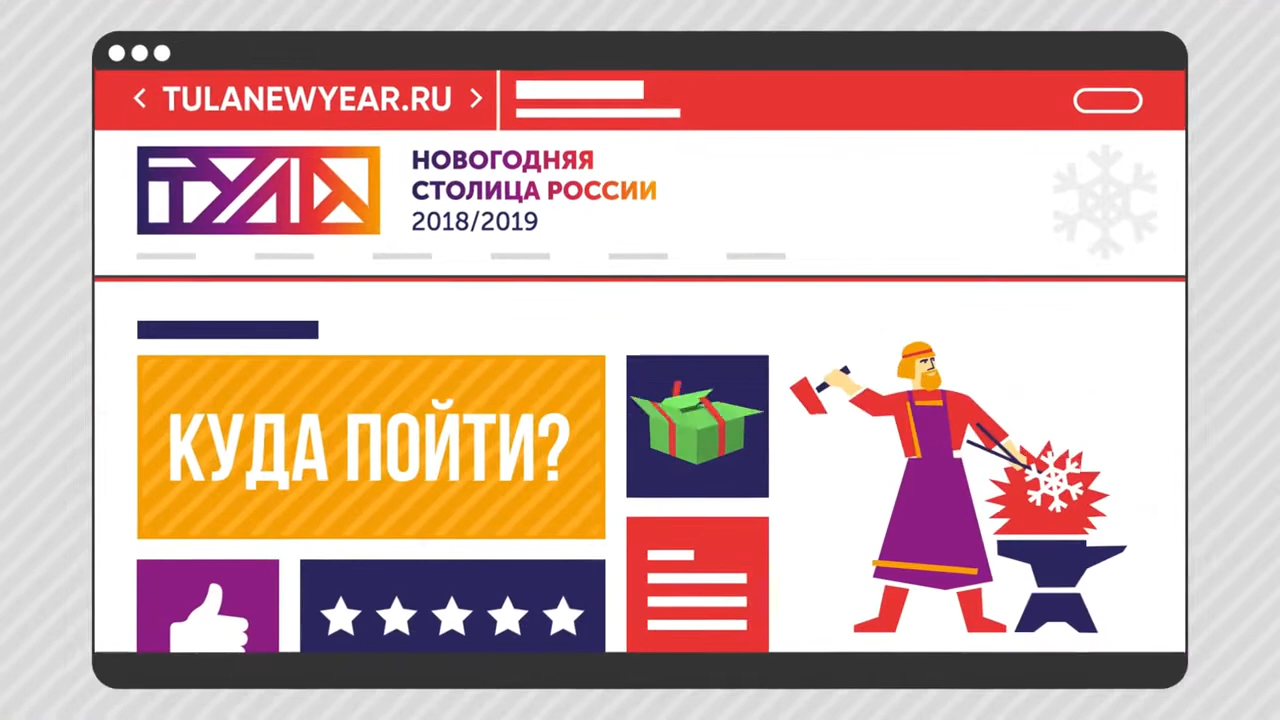 < TULANEWYEAR.RU >
ТУЛА
НОВОГОДНЯЯ
СТОЛИЦА РОССИИ
2018/2019
КУДА ПОЙТИ?